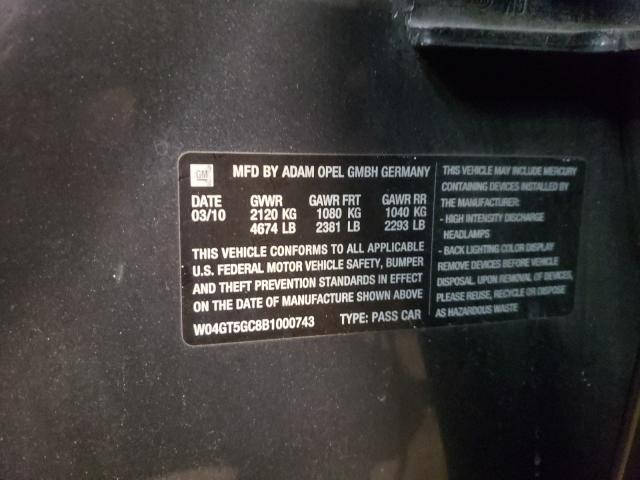 GM MFD BY ADAM OPEL GMBH GERMANY
DATE GVWR GAWR FRT GAWR RR
03/10 2120 KG 1080 KG 1040 KG
4674 LB 2381 LB 2293 LB
THIS VEHICLE CONFORMS TO ALL APPLICABLE
U.S. FEDERAL MOTOR VEHICLE SAFETY, BUMPER
AND THEFT PREVENTION STANDARDS IN EFFECT
ON THE DATE OF MANUFACTURE SHOWN ABOVE
W04GT5GC8B1000743 TYPE: PASS CAR
THIS VEHICLE MAY INCLUDE MERCURY
CONTAINING DEVICES INSTALLED BY
THE MANUFACTURER:
- HIGH INTENSITY DISCHARGE
HEADLAMPS
- BACK LIGHTING COLOR DISPLAY
REMOVE DEVICES BEFORE VEHICLE
DISPOSAL. UPON REMOVAL OF DEVICES,
PLEASE REUSE, RECYCLE OR DISPOSE
AS HAZARDOUS WASTE